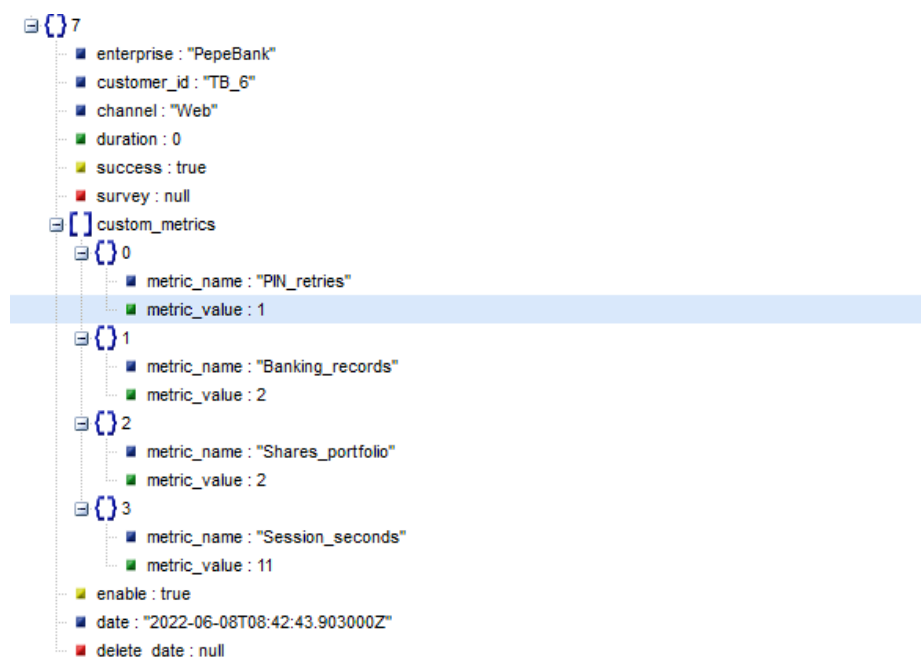 7
enterprise : "PepeBank"
customer_id : "TB_6"
channel : "Web"
duration : 0
success : true
survey : null
custom_metrics
0
metric_name : "PIN_retries"
metric_value : 1
1
metric_name : "Banking_records"
metric_value : 2
2
metric_name : "Shares_portfolio"
metric_value : 2
3
metric_name : "Session_seconds"
metric_value : 11
enable : true
date : "2022-06-08T08:42:43.903000Z"
delete_date : null